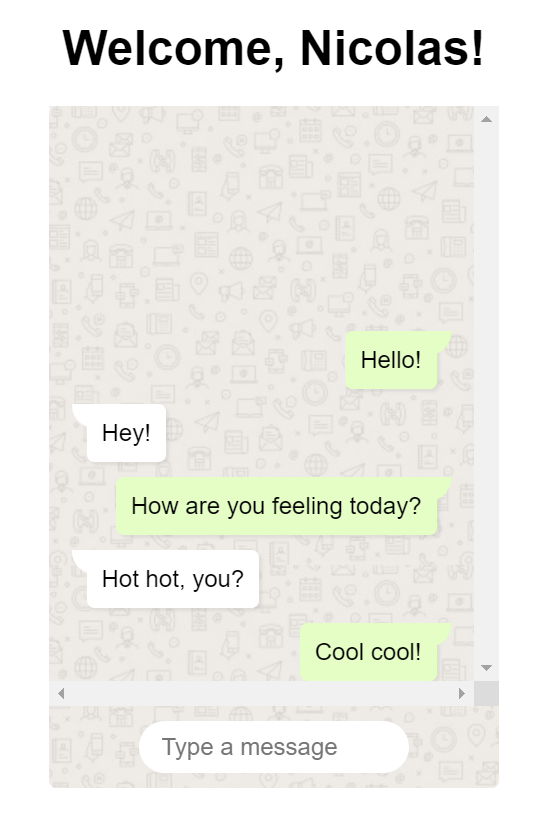 Welcome, Nicolas!
Hello!
Hey!
How are you feeling today?
Hot hot, you?
Cool cool!
Type a message